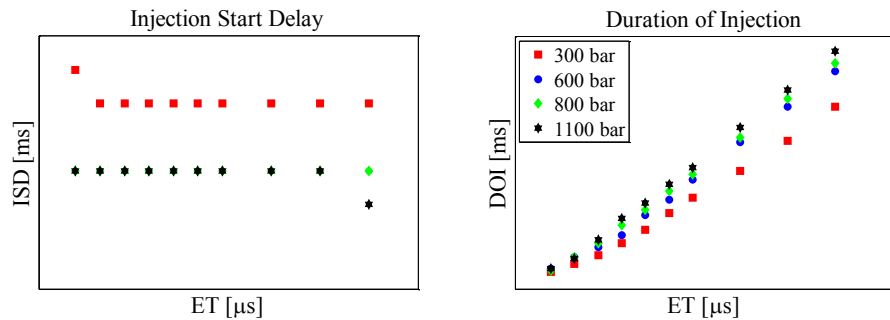 Injection Start Delay
ISD [ms]
ET [μs]
Duration of Injection
300 bar
600 bar
800 bar
1100 bar
DOI [ms]
ET [μs]